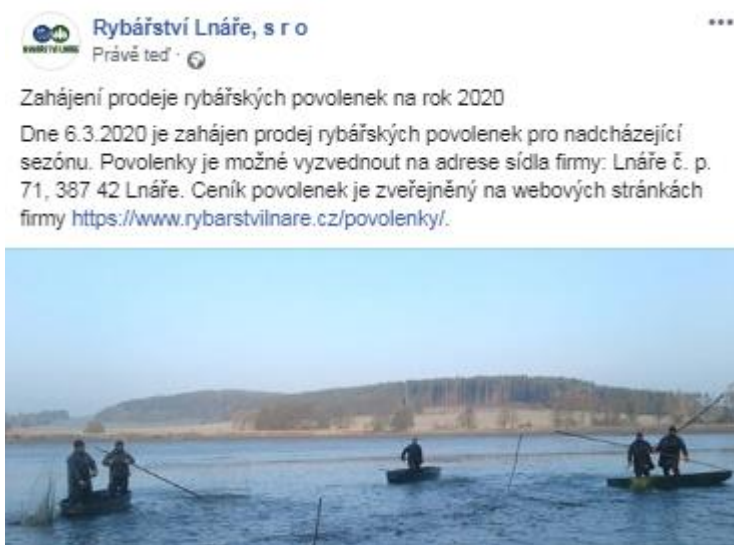 Rybářství Lnáře, s r o
Právě teď ·
Zahájení prodeje rybářských povolenek na rok 2020
Dne 6.3.2020 je zahájen prodej rybářských povolenek pro nadcházející
sezónu. Povolenky je možné vyzvednout na adrese sídla firmy: Lnáře č. p.
71, 387 42 Lnáře. Ceník povolenek je zveřejněný na webových stránkách
firmy https://www.rybarstvilnare.cz/povolenky/.